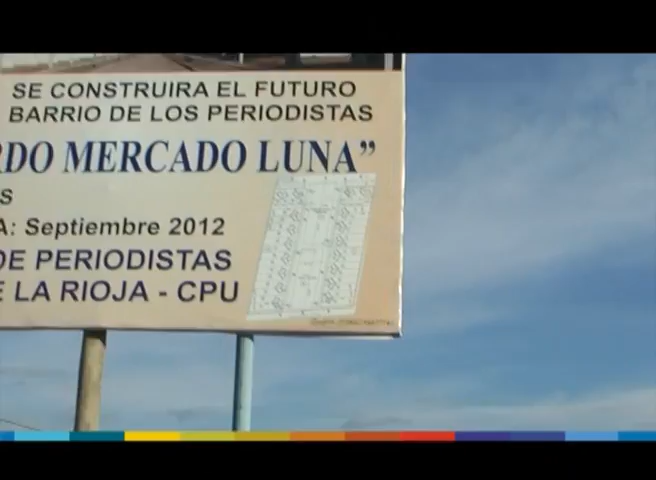 SE CONSTRUIRA EL FUTURO
BARRIO DE LOS PERIODISTAS
RDO MERCADO LUNA”
S
A: Septiembre 2012
DE PERIODISTAS
E LA RIOJA - CPU